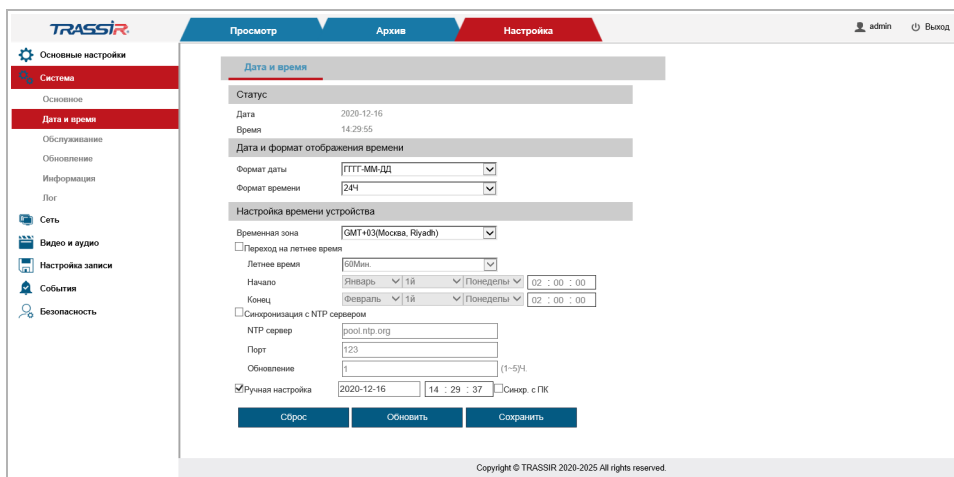 TRASSIR
Просмотр Архив Настройка
admin Выход
Основные настройки
Система
Основное
Дата и время
Обслуживание
Обновление
Информация
Лог
Сеть
Видео и аудио
Настройка записи
События
Безопасность
Дата и время
Статус
Дата 2020-12-16
Время 14:29:55
Дата и формат отображения времени
Формат даты ГГГГ-ММ-ДД
Формат времени 24Ч
Настройка времени устройства
Временная зона GMT+03(Москва, Riyadh)
Переход на летнее время
Летнее время 60Мин.
Начало Январь 1й Понеделы 02 : 00 : 00
Конец Февраль 1й Понеделы 02 : 00 : 00
Синхронизация с NTP сервером
NTP сервер pool.ntp.org
Порт 123
Обновление 1 (1~5)Ч.
Ручная настройка 2020-12-16 14 : 29 : 37 Синхр. с ПК
Сброс Обновить Сохранить
Copyright © TRASSIR 2020-2025 All rights reserved.